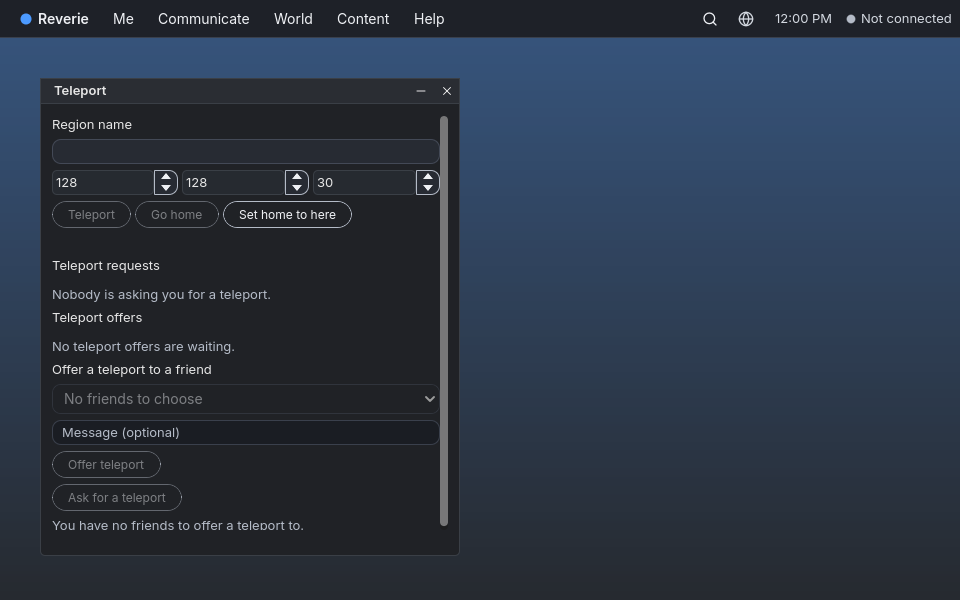 Reverie Me Communicate World Content Help 12:00 PM Not connected
Teleport
Region name
128 128 30
Teleport Go home Set home to here
Teleport requests
Nobody is asking you for a teleport.
Teleport offers
No teleport offers are waiting.
Offer a teleport to a friend
No friends to choose
Message (optional)
Offer teleport
Ask for a teleport
You have no friends to offer a teleport to.